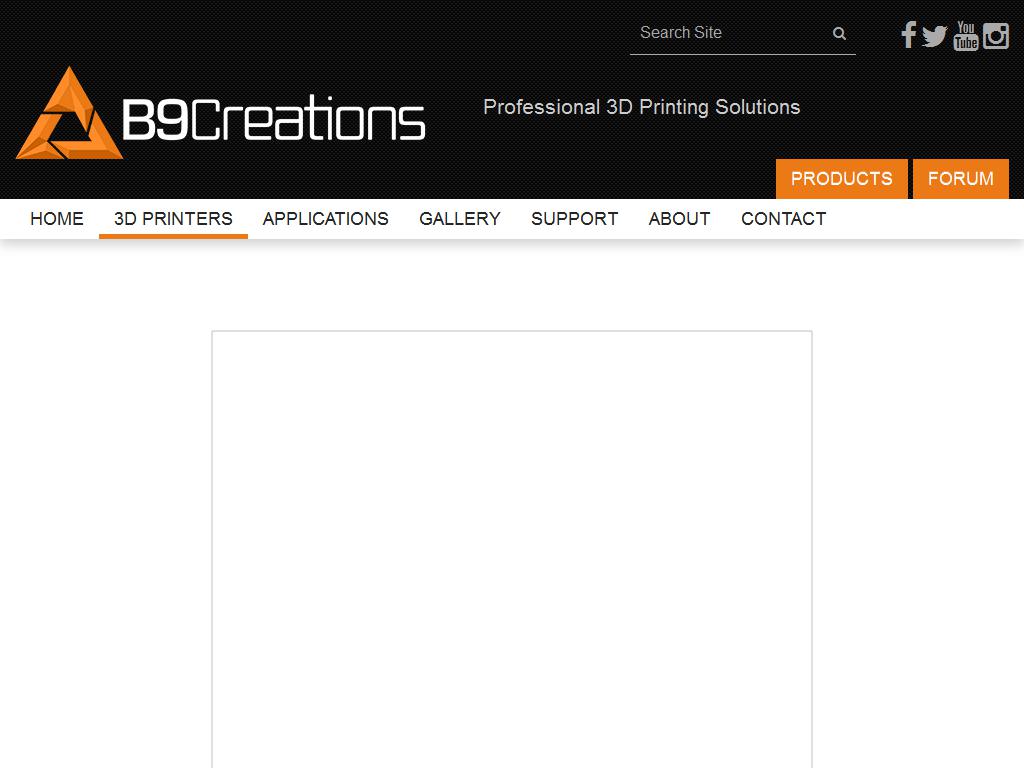 Search Site
You
Tube
B9Creations
Professional 3D Printing Solutions
PRODUCTS FORUM
HOME 3D PRINTERS APPLICATIONS GALLERY SUPPORT ABOUT CONTACT